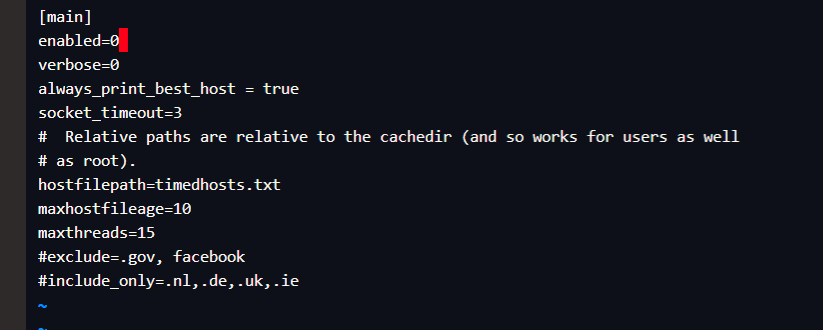 [main]
enabled=0
verbose=0
always_print_best_host = true
socket_timeout=3
#  Relative paths are relative to the cachedir (and so works for users as well
# as root).
hostfilepath=timedhosts.txt
maxhostfileage=10
maxthreads=15
#exclude=.gov, facebook
#include_only=.nl,.de,.uk,.ie
~
~